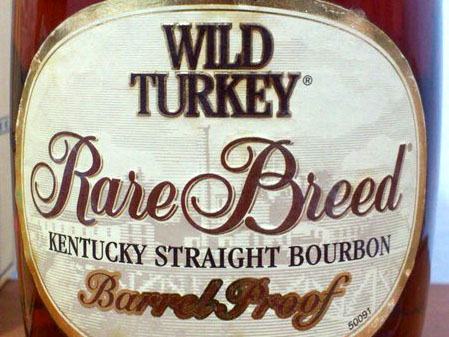 WILD
TURKEY®
Rare Breed®
KENTUCKY STRAIGHT BOURBON
Barrel Proof
50091